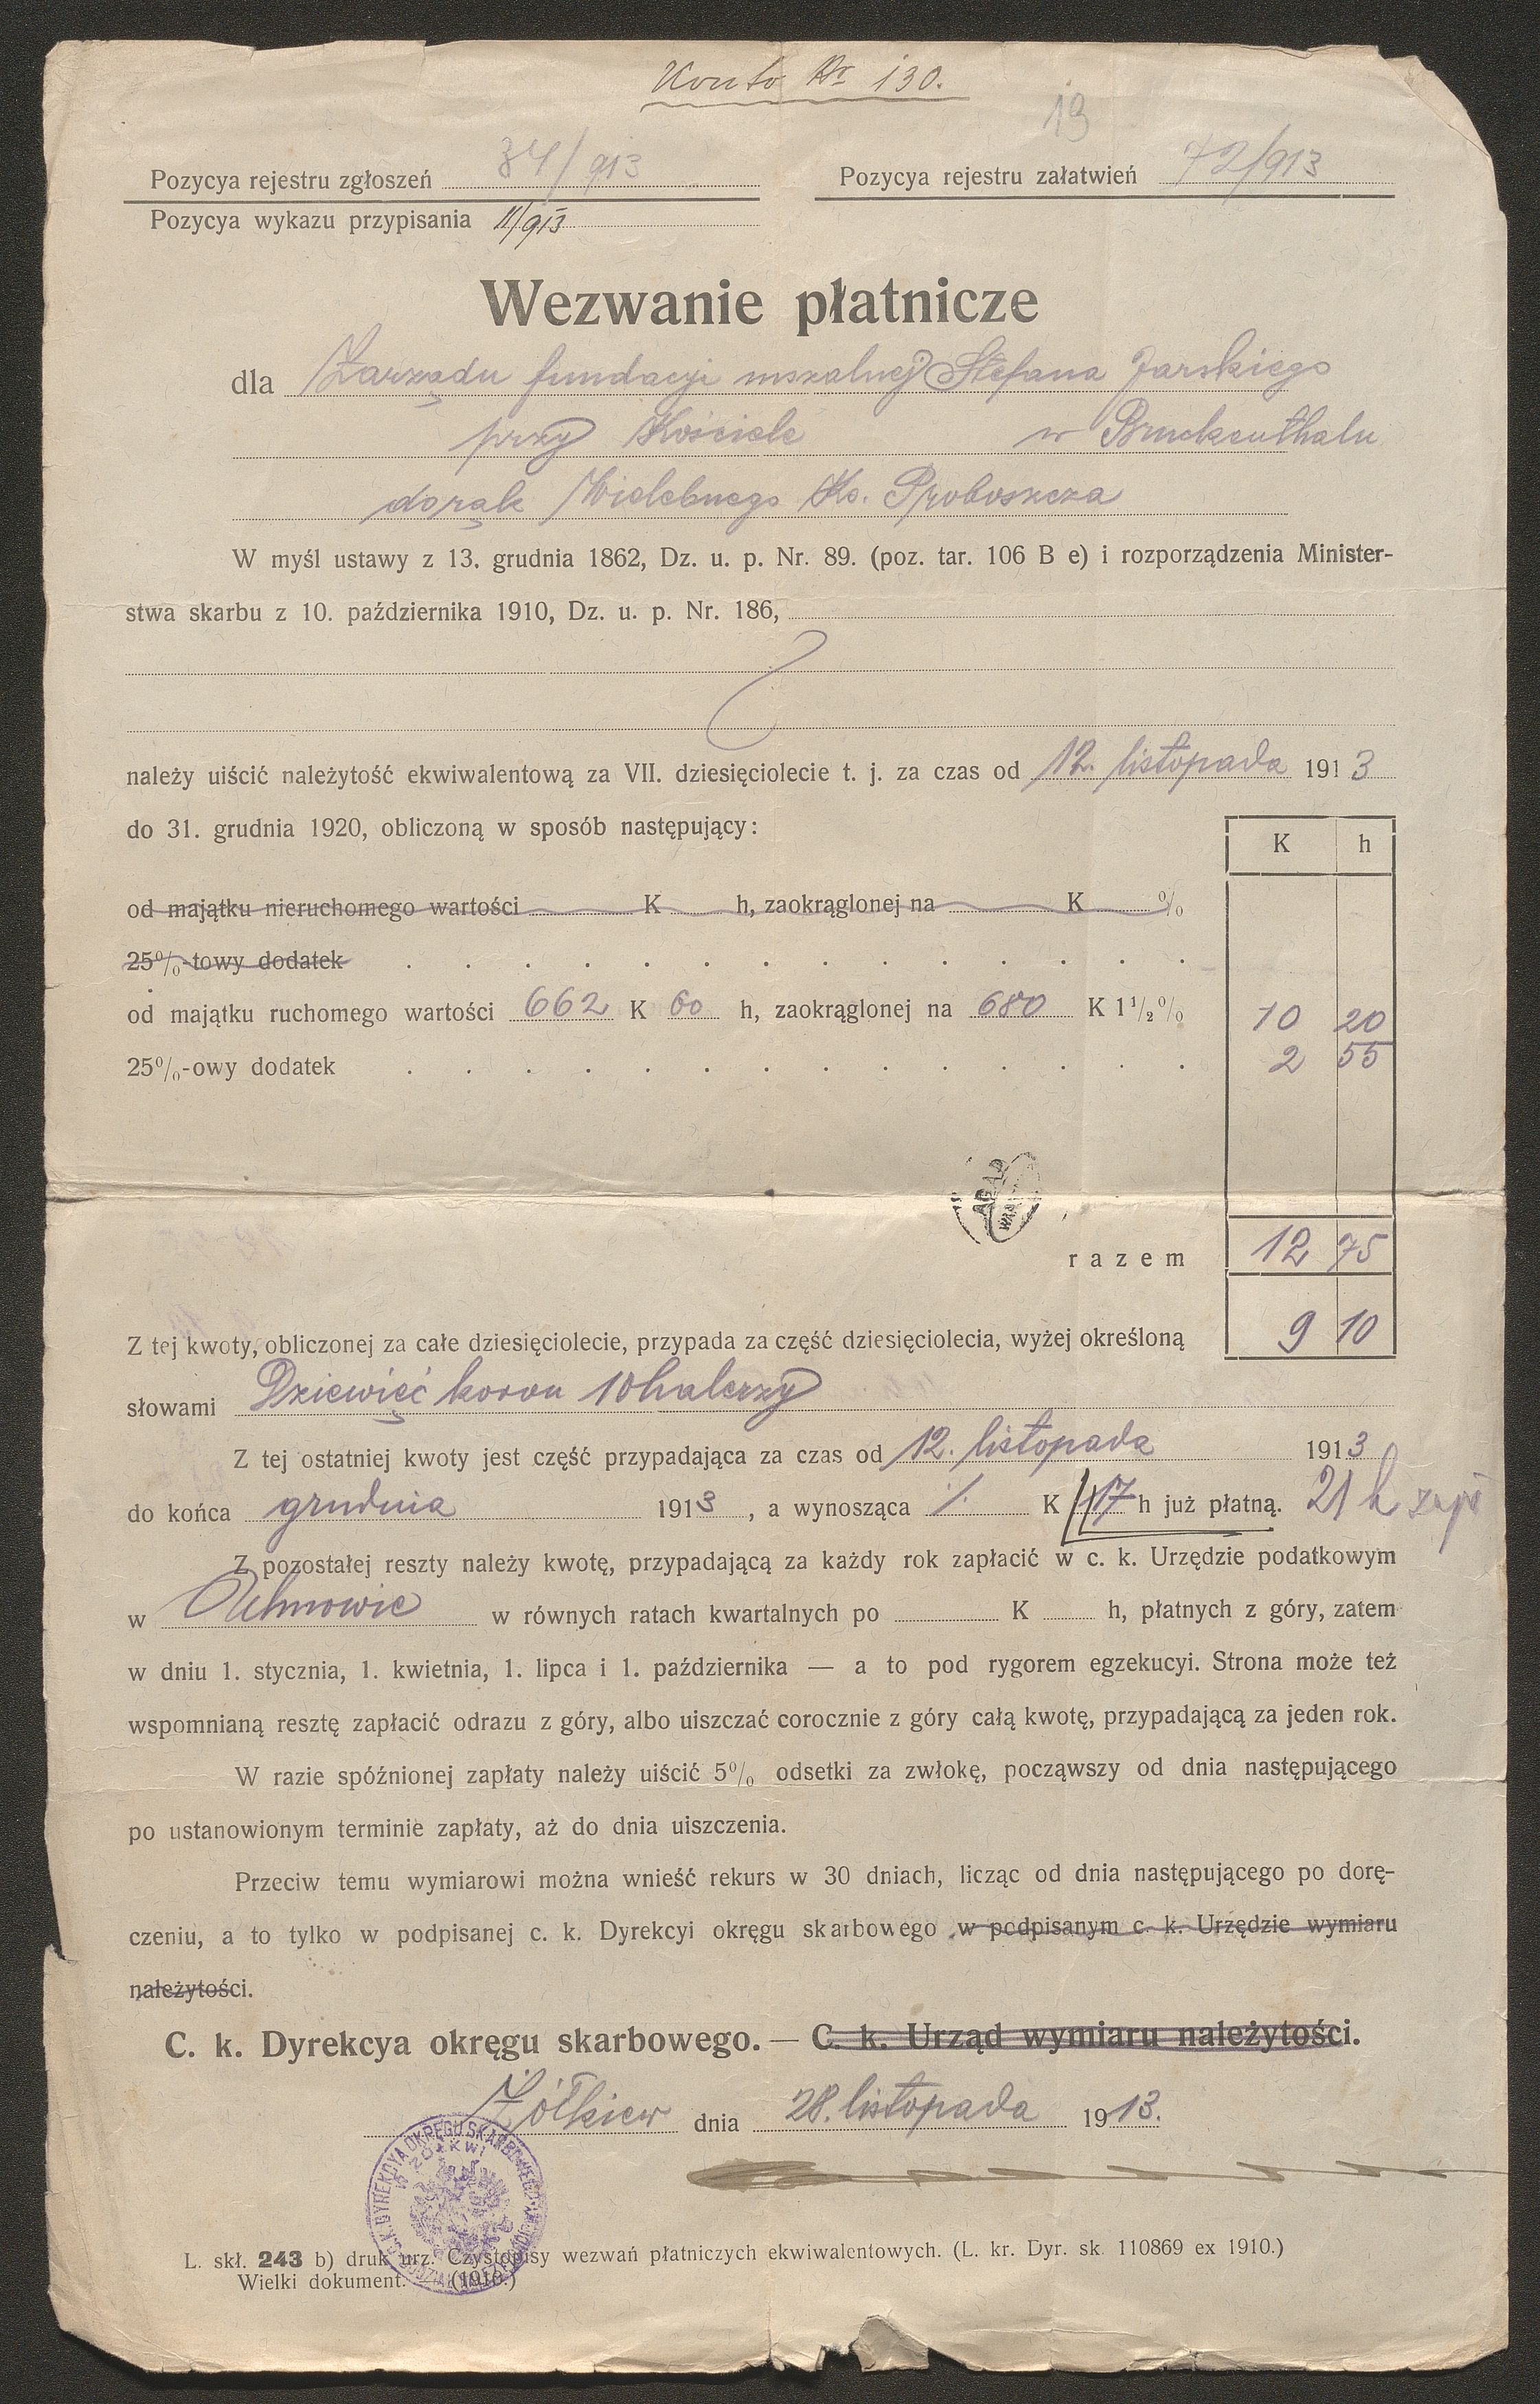 Konto Nr 130.
19
Pozycya rejestru zgłoszeń 34/913
Pozycya rejestru załatwień 72/913
Pozycya wykazu przypisania II/913
Wezwanie płatnicze
dla Zarządu fundacyi mszalnej Stefana Jarskiego
przy Kościele w Bruckenthalu
do rąk Wielebnego Ks. Proboszcza
W myśl ustawy z 13. grudnia 1862, Dz. u. p. Nr. 89. (poz. tar. 106 B e) i rozporządzenia Minister-
stwa skarbu z 10. października 1910, Dz. u. p. Nr. 186,
należy uiścić należytość ekwiwalentową za VII. dziesięciolecie t. j. za czas od 12. listopada 1913
do 31. grudnia 1920, obliczoną w sposób następujący:
K h
od majątku nieruchomego wartości K h, zaokrąglonej na K %
25%-towy dodatek
od majątku ruchomego wartości 662 K 60 h, zaokrąglonej na 680 K 1 1/2 % 10 20
25%-owy dodatek 2 55
razem 12 75
Z tej kwoty, obliczonej za całe dziesięciolecie, przypada za część dziesięciolecia, wyżej określoną 9 10
słowami Dziewięć koron 10 halerzy
Z tej ostatniej kwoty jest część przypadająca za czas od 12. listopada 1913
do końca grudnia 1913, a wynosząca /. K 17 h już płatną. 21 h
Z pozostałej reszty należy kwotę, przypadającą za każdy rok zapłacić w c. k. Urzędzie podatkowym
w Uhnowie w równych ratach kwartalnych po K h, płatnych z góry, zatem
w dniu 1. stycznia, 1. kwietnia, 1. lipca i 1. października — a to pod rygorem egzekucyi. Strona może też
wspomnianą resztę zapłacić odrazu z góry, albo uiszczać corocznie z góry całą kwotę, przypadającą za jeden rok.
W razie spóźnionej zapłaty należy uiścić 5% odsetki za zwłokę, począwszy od dnia następującego
po ustanowionym terminie zapłaty, aż do dnia uiszczenia.
Przeciw temu wymiarowi można wnieść rekurs w 30 dniach, licząc od dnia następującego po dorę-
czeniu, a to tylko w podpisanej c. k. Dyrekcyi okręgu skarbowego w podpisanym c. k. Urzędzie wymiaru
należytości.
C. k. Dyrekcya okręgu skarbowego. — C. k. Urząd wymiaru należytości.
Żółkiew dnia 28. listopada 1913.
DYREKCYA OKRĘGU SKARBOWEGO
W ŻÓŁKWI
L. skł. 243 b) druk. urz. Czystopisy wezwań płatniczych ekwiwalentowych. (L. kr. Dyr. sk. 110869 ex 1910.)
Wielki dokument. — (1910.)